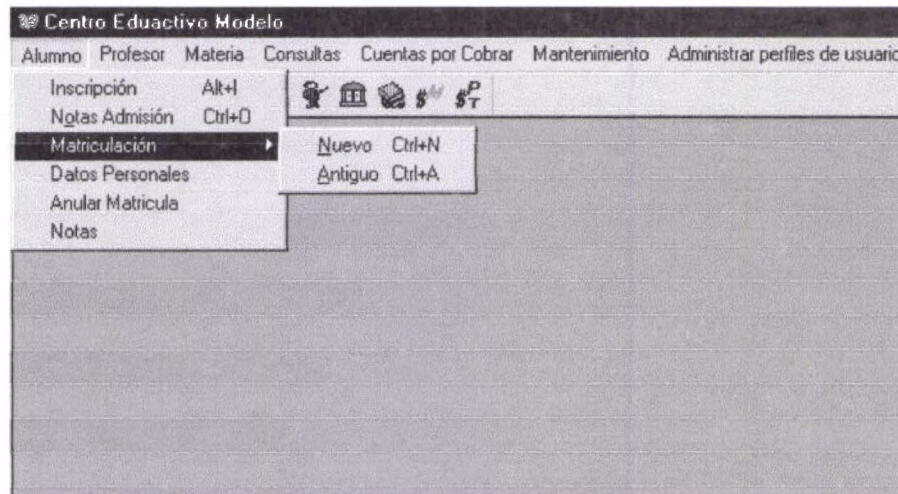 Centro Eduactivo Modelo
Alumno Profesor Materia Consultas Cuentas por Cobrar Mantenimiento Administrar perfiles de usuario
Inscripción Alt+I
Notas Admisión Ctrl+O
Matriculación
Nuevo Ctrl+N
Antiguo Ctrl+A
Datos Personales
Anular Matricula
Notas